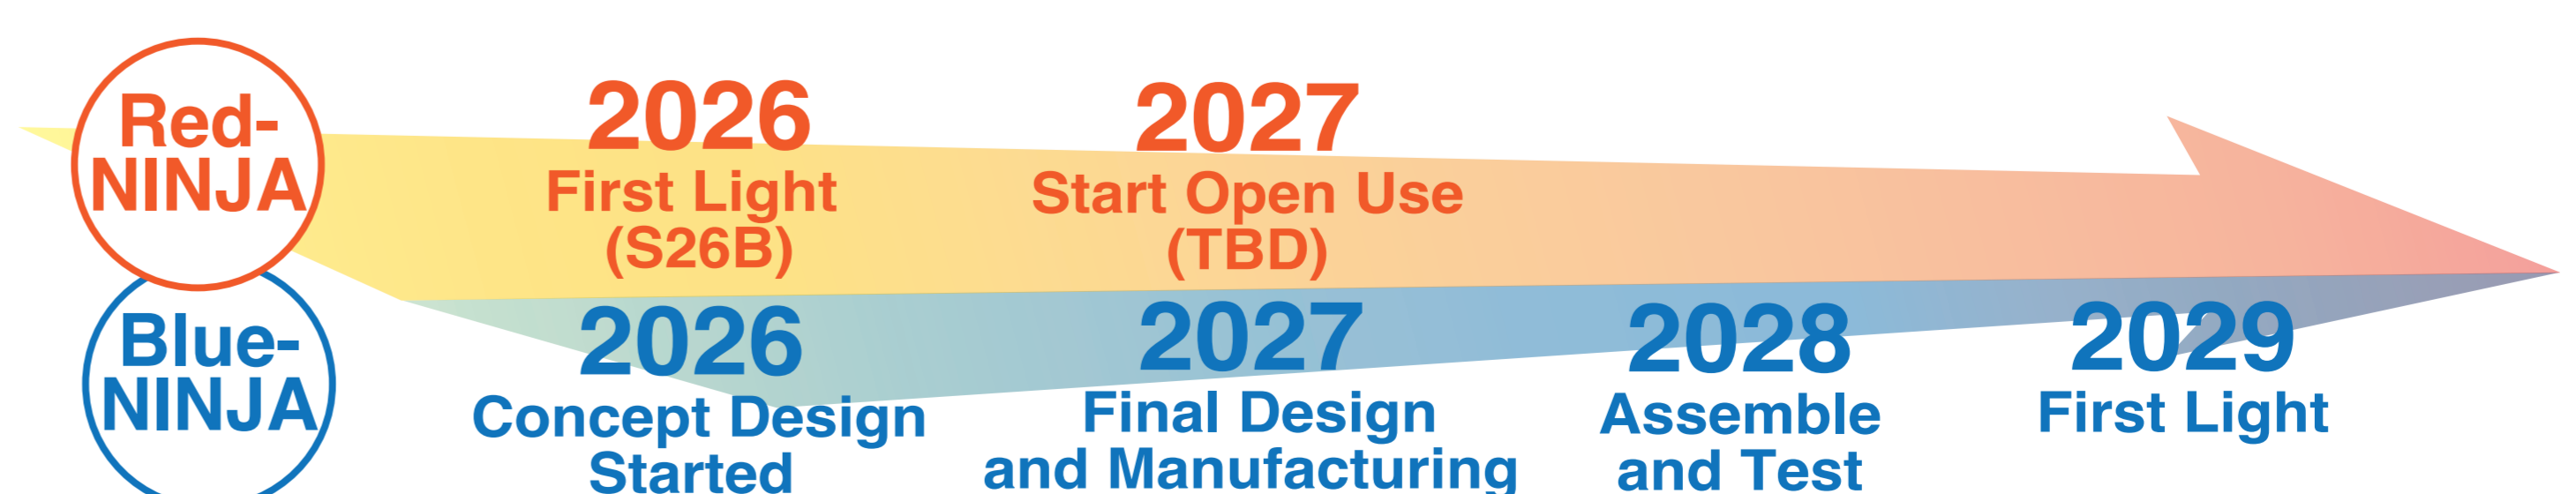 Red-
NINJA
2026
First Light
(S26B)
2027
Start Open Use
(TBD)
Blue-
NINJA
2026
Concept Design
Started
2027
Final Design
and Manufacturing
2028
Assemble
and Test
2029
First Light